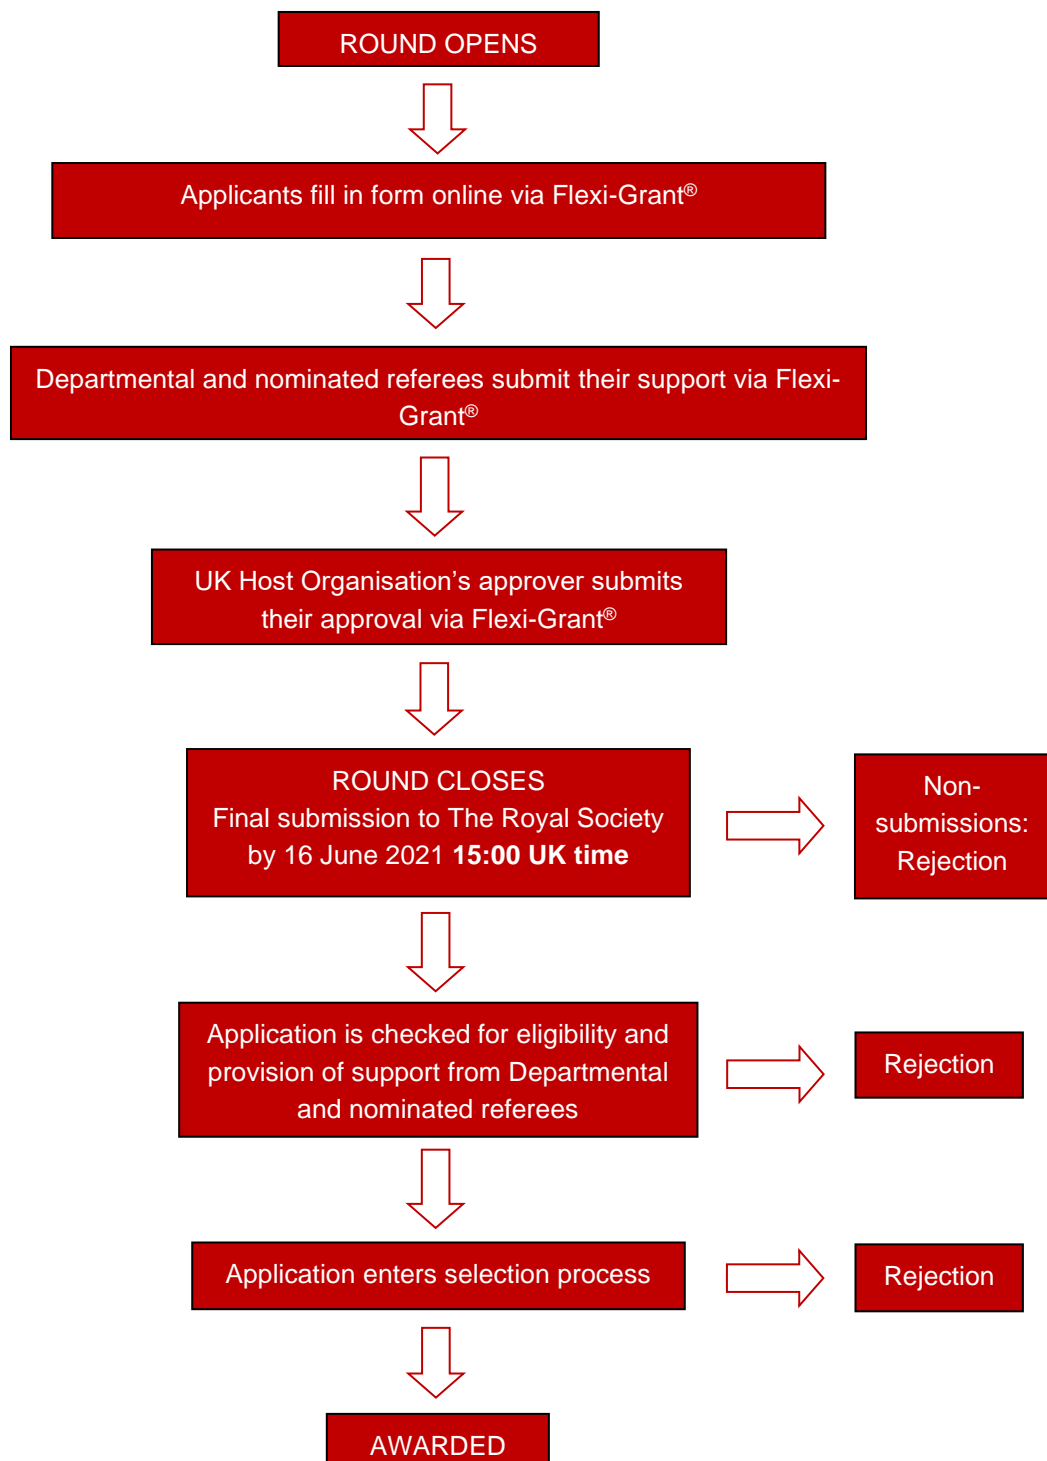 ROUND OPENS
Applicants fill in form online via Flexi-Grant®
Departmental and nominated referees submit their support via Flexi-
Grant®
UK Host Organisation’s approver submits
their approval via Flexi-Grant®
ROUND CLOSES
Final submission to The Royal Society
by 16 June 2021 15:00 UK time
Non-
submissions:
Rejection
Application is checked for eligibility and
provision of support from Departmental
and nominated referees
Rejection
Application enters selection process
Rejection
AWARDED